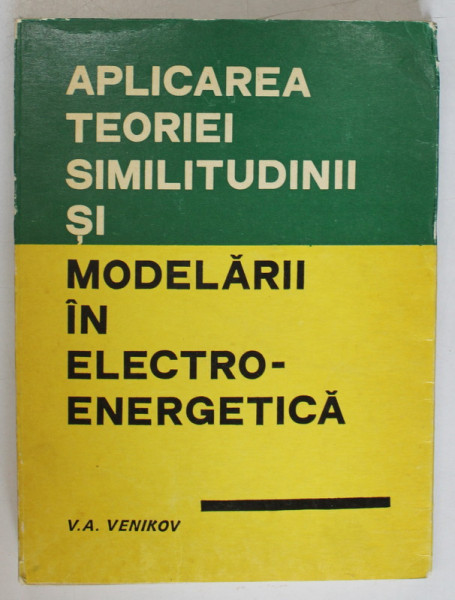 APLICAREA
TEORIEI
SIMILITUDINII
ȘI
MODELĂRII
ÎN
ELECTRO-
ENERGETICĂ
V.A. VENIKOV